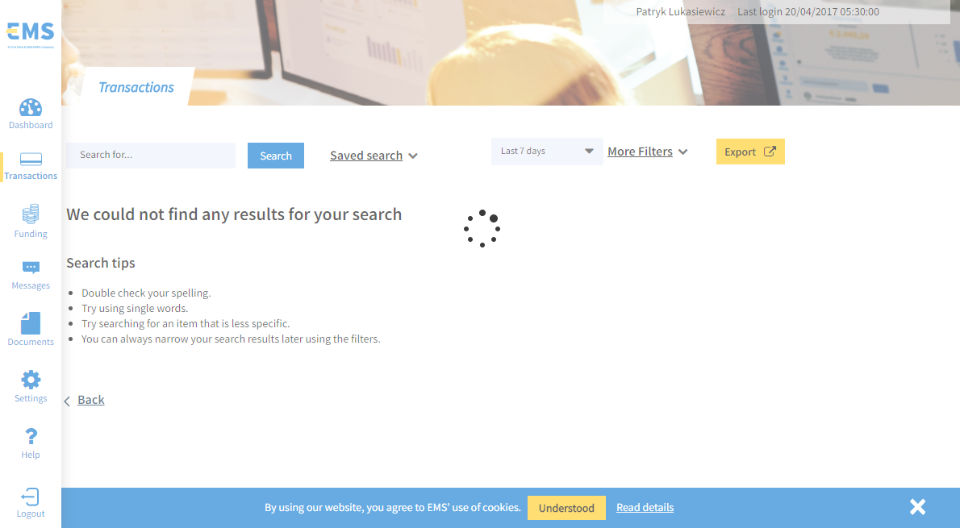 Patryk Lukasiewicz Last login 20/04/2017 05:30:00
EMS
Transactions
Dashboard
Transactions
Funding
Messages
Documents
Settings
Help
Logout
Search for...
Search
Saved search
Last 7 days
More Filters
Export
We could not find any results for your search
Search tips
Double check your spelling.
Try using single words.
Try searching for an item that is less specific.
You can always narrow your search results later using the filters.
Back
By using our website, you agree to EMS' use of cookies.
Understood
Read details